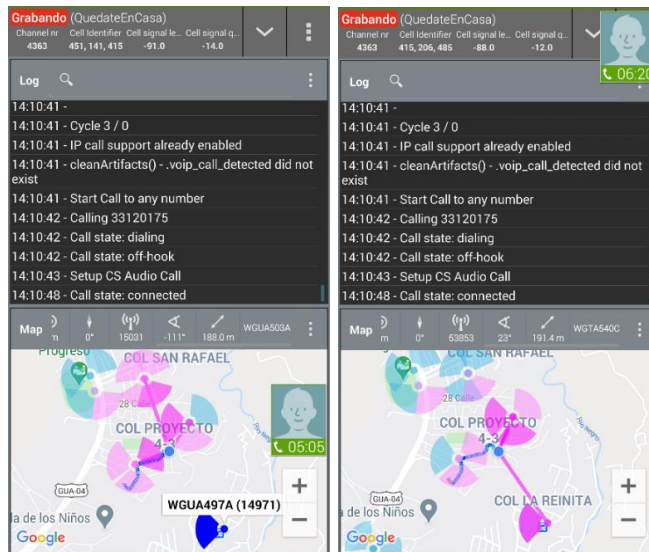 Grabando (QuedateEnCasa)
Channel nr Cell Identifier Cell signal le... Cell signal q...
4363 451, 141, 415 -91.0 -14.0
Log
14:10:41 -
14:10:41 - Cycle 3 / 0
14:10:41 - IP call support already enabled
14:10:41 - cleanArtifacts() - .voip_call_detected did not
exist
14:10:41 - Start Call to any number
14:10:42 - Calling 33120175
14:10:42 - Call state: dialing
14:10:42 - Call state: off-hook
14:10:43 - Setup CS Audio Call
14:10:48 - Call state: connected
Map m 0° 15031 -111° 188.0 m WGUA503A
Progreso
COL SAN RAFAEL
28 Calle
COL PROYECTO
4-3
05:05
GUA-04
WGUA497A (14971)
la de los Niños
Google
Grabando (QuedateEnCasa)
Channel nr Cell Identifier Cell signal le... Cell signal q...
4363 415, 206, 485 -88.0 -12.0
06:20
Log
14:10:41 -
14:10:41 - Cycle 3 / 0
14:10:41 - IP call support already enabled
14:10:41 - cleanArtifacts() - .voip_call_detected did not
exist
14:10:41 - Start Call to any number
14:10:42 - Calling 33120175
14:10:42 - Call state: dialing
14:10:42 - Call state: off-hook
14:10:43 - Setup CS Audio Call
14:10:48 - Call state: connected
Map m 0° 53853 23° 191.4 m WGTA540C
COL SAN RAFAEL
28 Calle
COL PROYECTO
4-3
Río Negro
GUA-04
COL LA REINITA
a de los Niños
Google